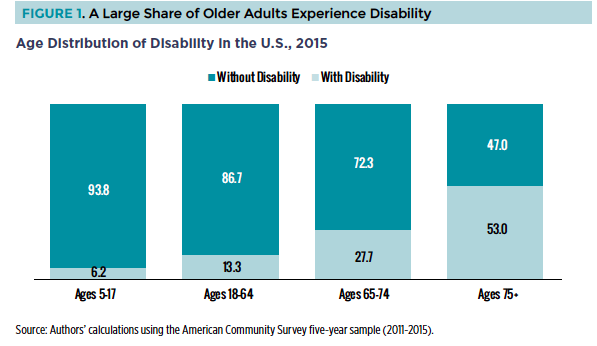 FIGURE 1. A Large Share of Older Adults Experience Disability
Age Distribution of Disability in the U.S., 2015
Without Disability With Disability
93.8 86.7 72.3 47.0
6.2 13.3 27.7 53.0
Ages 5-17 Ages 18-64 Ages 65-74 Ages 75+
Source: Authors' calculations using the American Community Survey five-year sample (2011-2015).